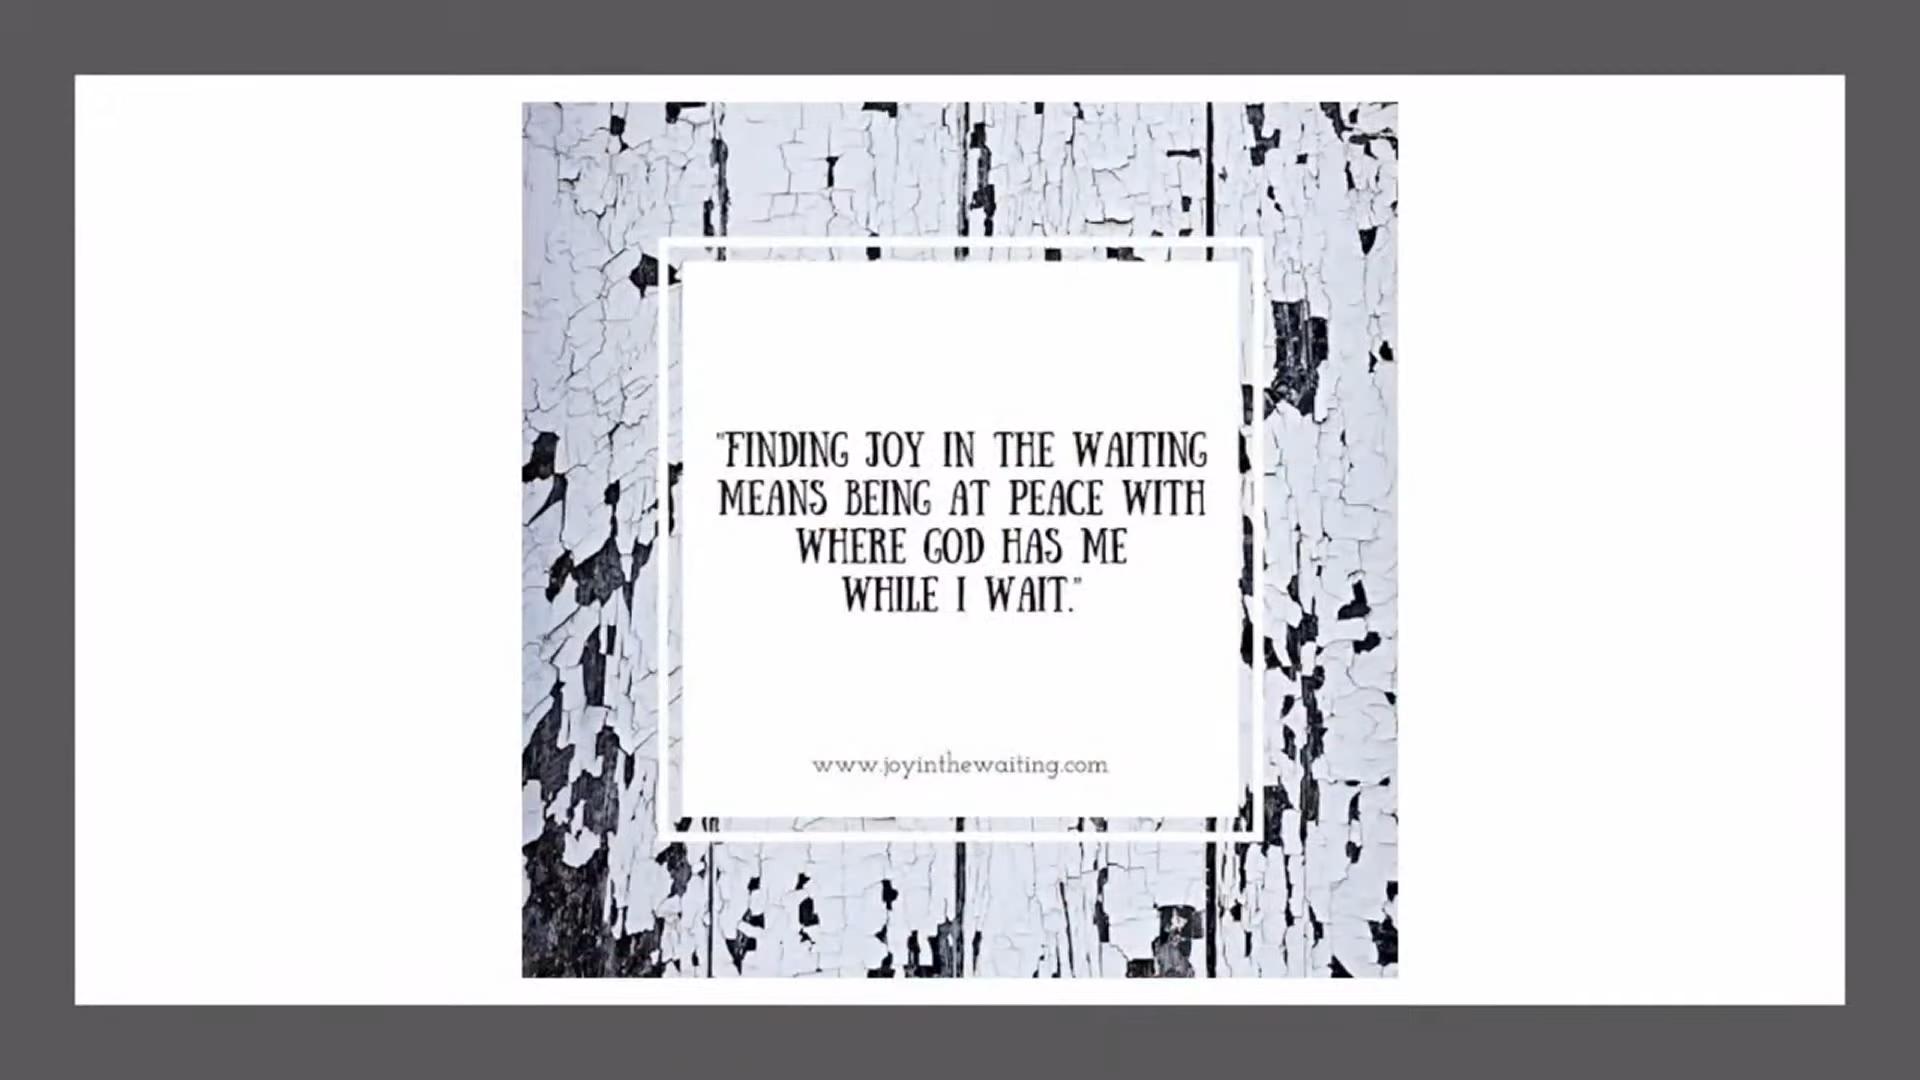 "FINDING JOY IN THE WAITING
MEANS BEING AT PEACE WITH
WHERE GOD HAS ME
WHILE I WAIT."
www.joyinthewaiting.com